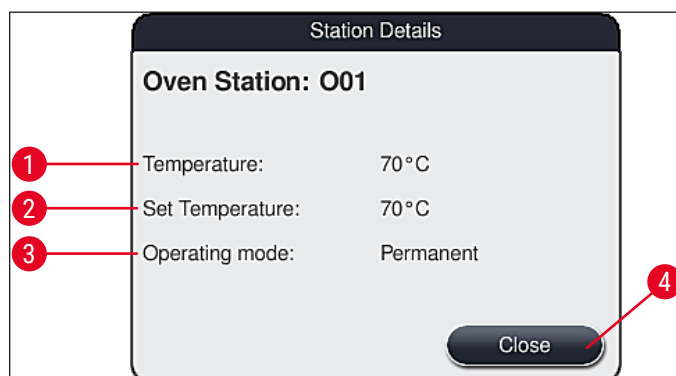 Station Details
Oven Station: O01
1 Temperature: 70°C
2 Set Temperature: 70°C
3 Operating mode: Permanent
4
Close